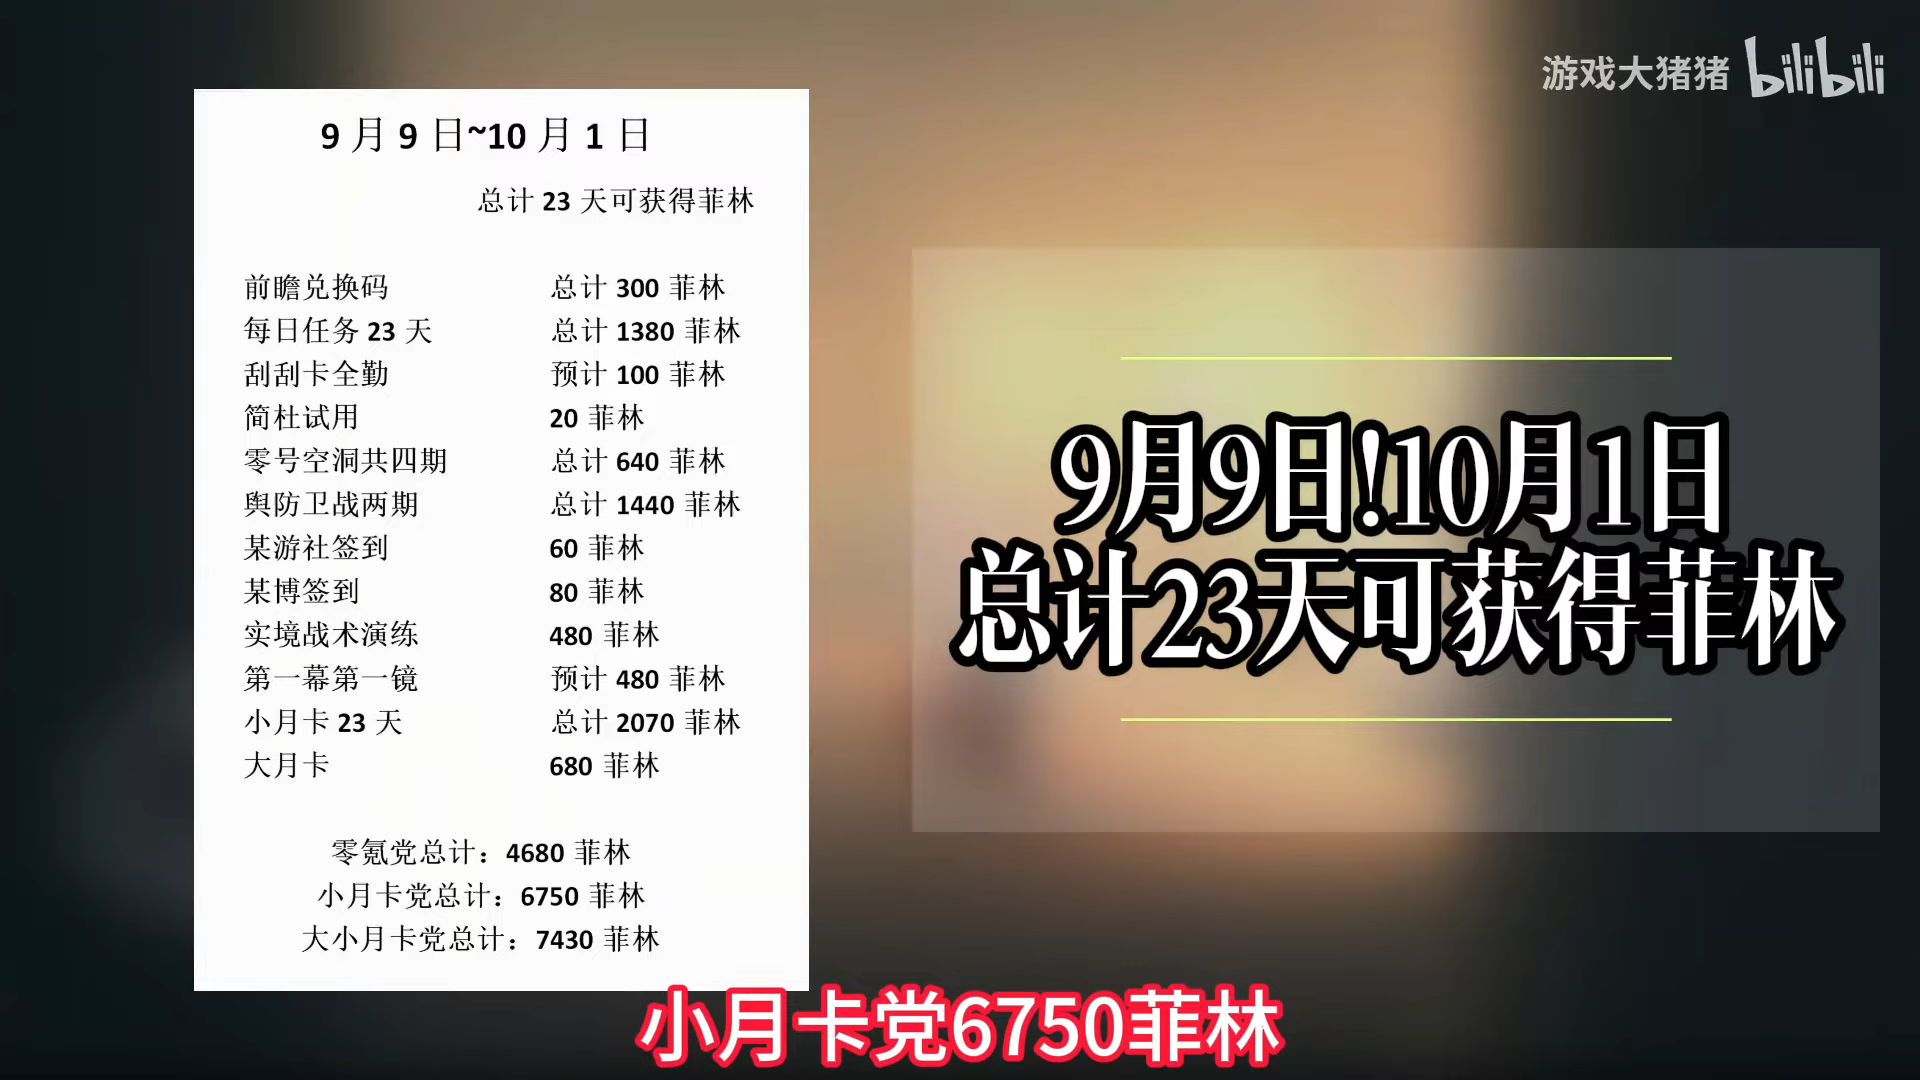 游戏大猪猪 bilibili
9月9日~10月1日
总计23天可获得菲林
前瞻兑换码 总计300菲林
每日任务23天 总计1380菲林
刮刮卡全勤 预计100菲林
简杜试用 20菲林
零号空洞共四期 总计640菲林
舆防卫战两期 总计1440菲林
某游社签到 60菲林
某博签到 80菲林
实境战术演练 480菲林
第一幕第一镜 预计480菲林
小月卡23天 总计2070菲林
大月卡 680菲林
零氪党总计：4680菲林
小月卡党总计：6750菲林
大小月卡党总计：7430菲林
9月9日!10月1日
总计23天可获得菲林
小月卡党6750菲林